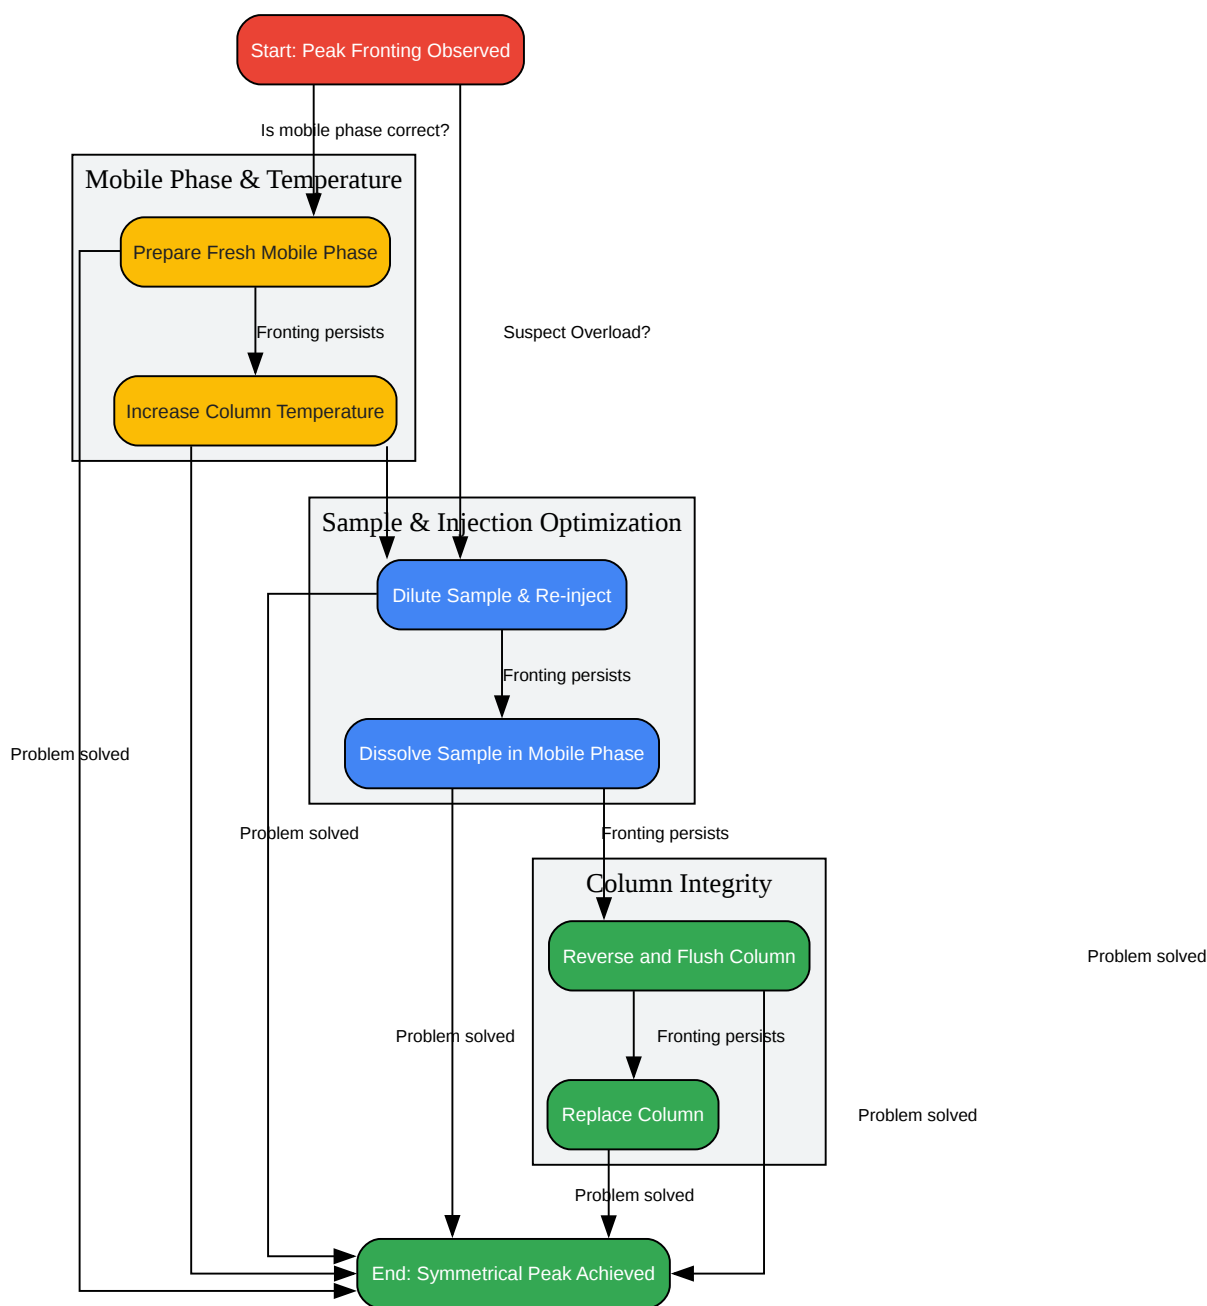 Start: Peak Fronting Observed
Is mobile phase correct?
Mobile Phase & Temperature
Prepare Fresh Mobile Phase
Fronting persists
Suspect Overload?
Increase Column Temperature
Sample & Injection Optimization
Dilute Sample & Re-inject
Fronting persists
Problem solved
Dissolve Sample in Mobile Phase
Problem solved
Fronting persists
Column Integrity
Reverse and Flush Column
Problem solved
Problem solved
Fronting persists
Replace Column
Problem solved
Problem solved
End: Symmetrical Peak Achieved